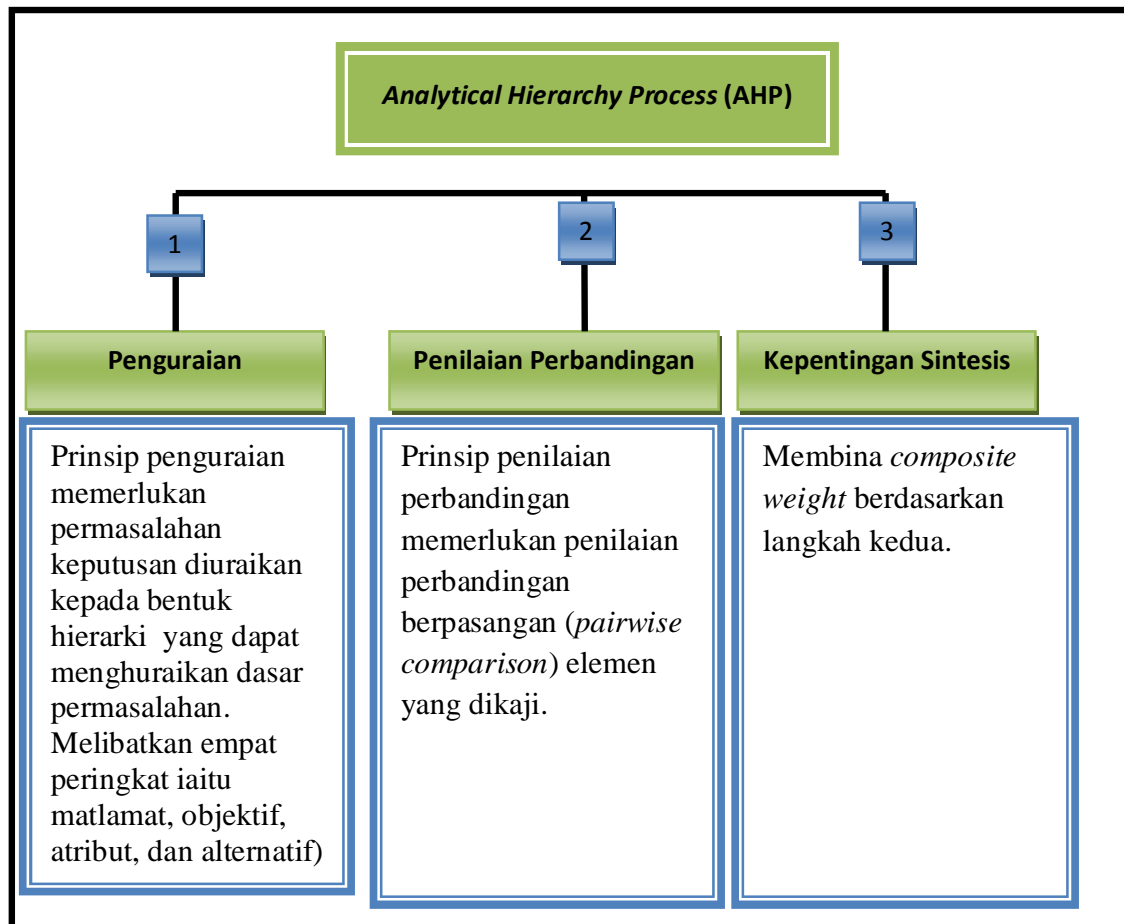 Analytical Hierarchy Process (AHP)
1
2
3
Penguraian
Penilaian Perbandingan
Kepentingan Sintesis
Prinsip penguraian
memerlukan
permasalahan
keputusan diuraikan
kepada bentuk
hierarki yang dapat
menghuraikan dasar
permasalahan.
Melibatkan empat
peringkat iaitu
matlamat, objektif,
atribut, dan alternatif)
Prinsip penilaian
perbandingan
memerlukan penilaian
perbandingan
berpasangan (pairwise
comparison) elemen
yang dikaji.
Membina composite
weight berdasarkan
langkah kedua.